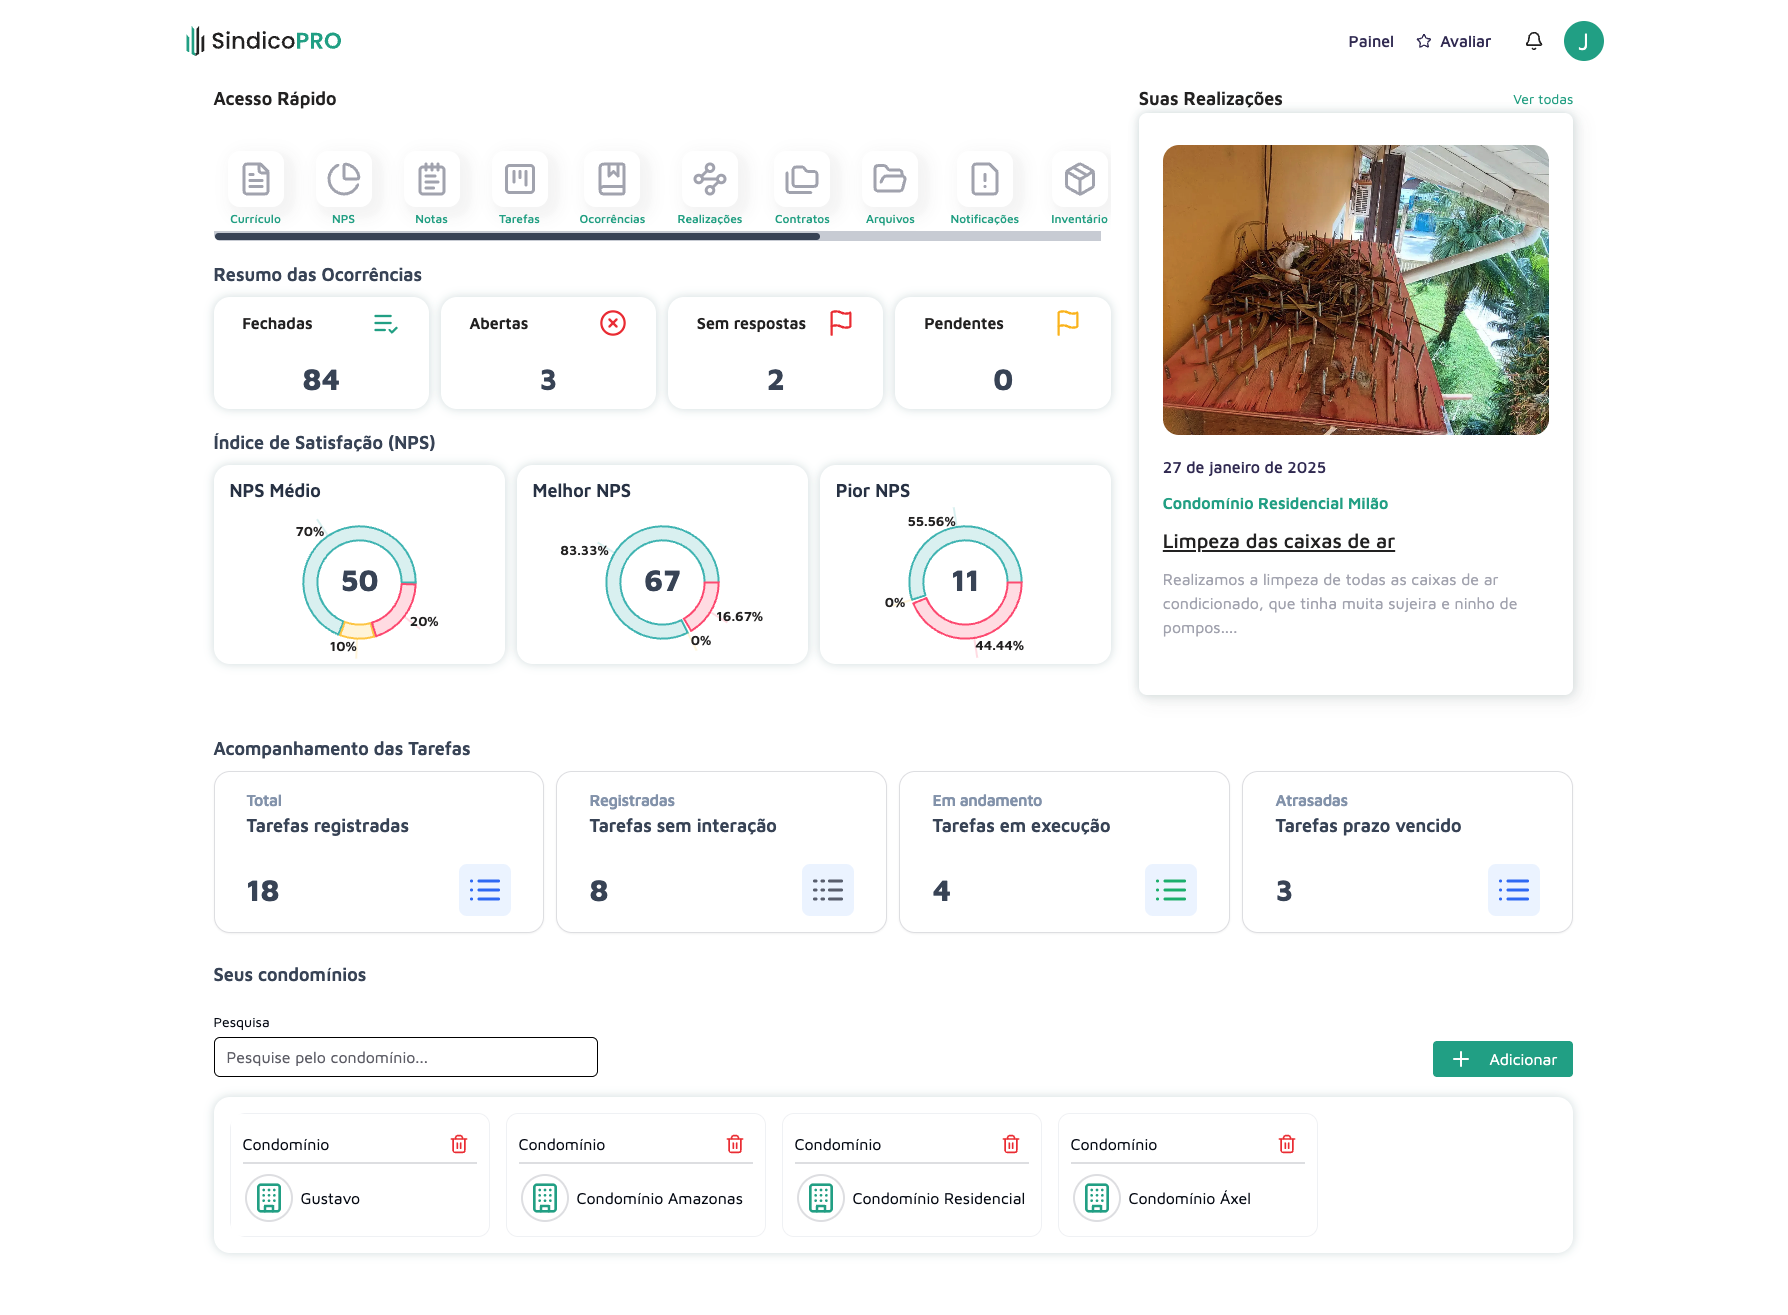 SindicoPRO
Painel
Avaliar
J
Acesso Rápido
Currículo
NPS
Notas
Tarefas
Ocorrências
Realizações
Contratos
Arquivos
Notificações
Inventário
Resumo das Ocorrências
Fechadas
84
Abertas
3
Sem respostas
2
Pendentes
0
Índice de Satisfação (NPS)
NPS Médio
70%
50
20%
10%
Melhor NPS
83.33%
67
16.67%
0%
Pior NPS
55.56%
11
0%
44.44%
Suas Realizações
Ver todas
27 de janeiro de 2025
Condomínio Residencial Milão
Limpeza das caixas de ar
Realizamos a limpeza de todas as caixas de ar
condicionado, que tinha muita sujeira e ninho de
pompos....
Acompanhamento das Tarefas
Total
Tarefas registradas
18
Registradas
Tarefas sem interação
8
Em andamento
Tarefas em execução
4
Atrasadas
Tarefas prazo vencido
3
Seus condomínios
Pesquisa
Pesquise pelo condomínio...
Adicionar
Condomínio
Gustavo
Condomínio
Condomínio Amazonas
Condomínio
Condomínio Residencial
Condomínio
Condomínio Áxel